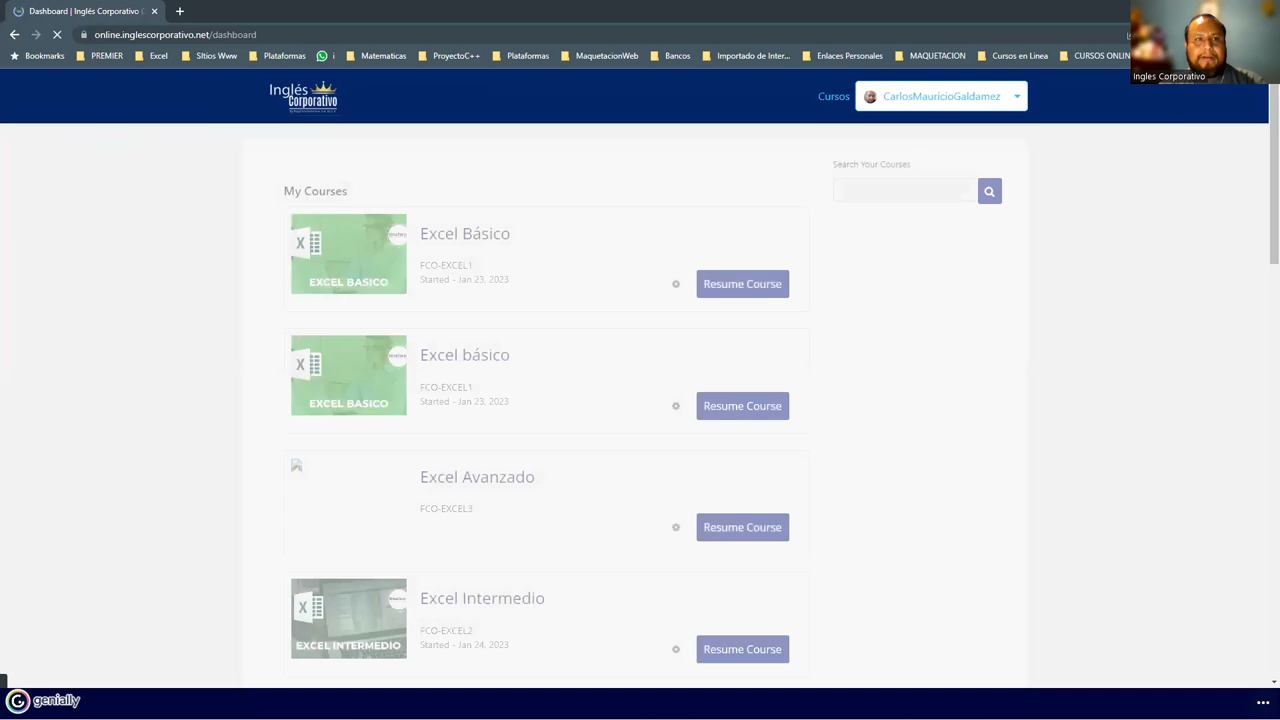 Dashboard | Inglés Corporativo
online.inglescorporativo.net/dashboard
Bookmarks PREMIER Excel Sitios Www Plataformas i Matematicas ProyectoC++ Plataformas MaquetacionWeb Bancos Importado de Inter... Enlaces Personales MAQUETACION Cursos en Linea CURSOS ONLIN
Ingles Corporativo
Inglés
Corporativo
Cursos
CarlosMauricioGaldamez
Search Your Courses
My Courses
Excel Básico
FCO-EXCEL1
Started - Jan 23, 2023
EXCEL BASICO
Resume Course
Excel básico
FCO-EXCEL1
Started - Jan 23, 2023
EXCEL BASICO
Resume Course
Excel Avanzado
FCO-EXCEL3
Resume Course
Excel Intermedio
FCO-EXCEL2
Started - Jan 24, 2023
EXCEL INTERMEDIO
Resume Course
genially